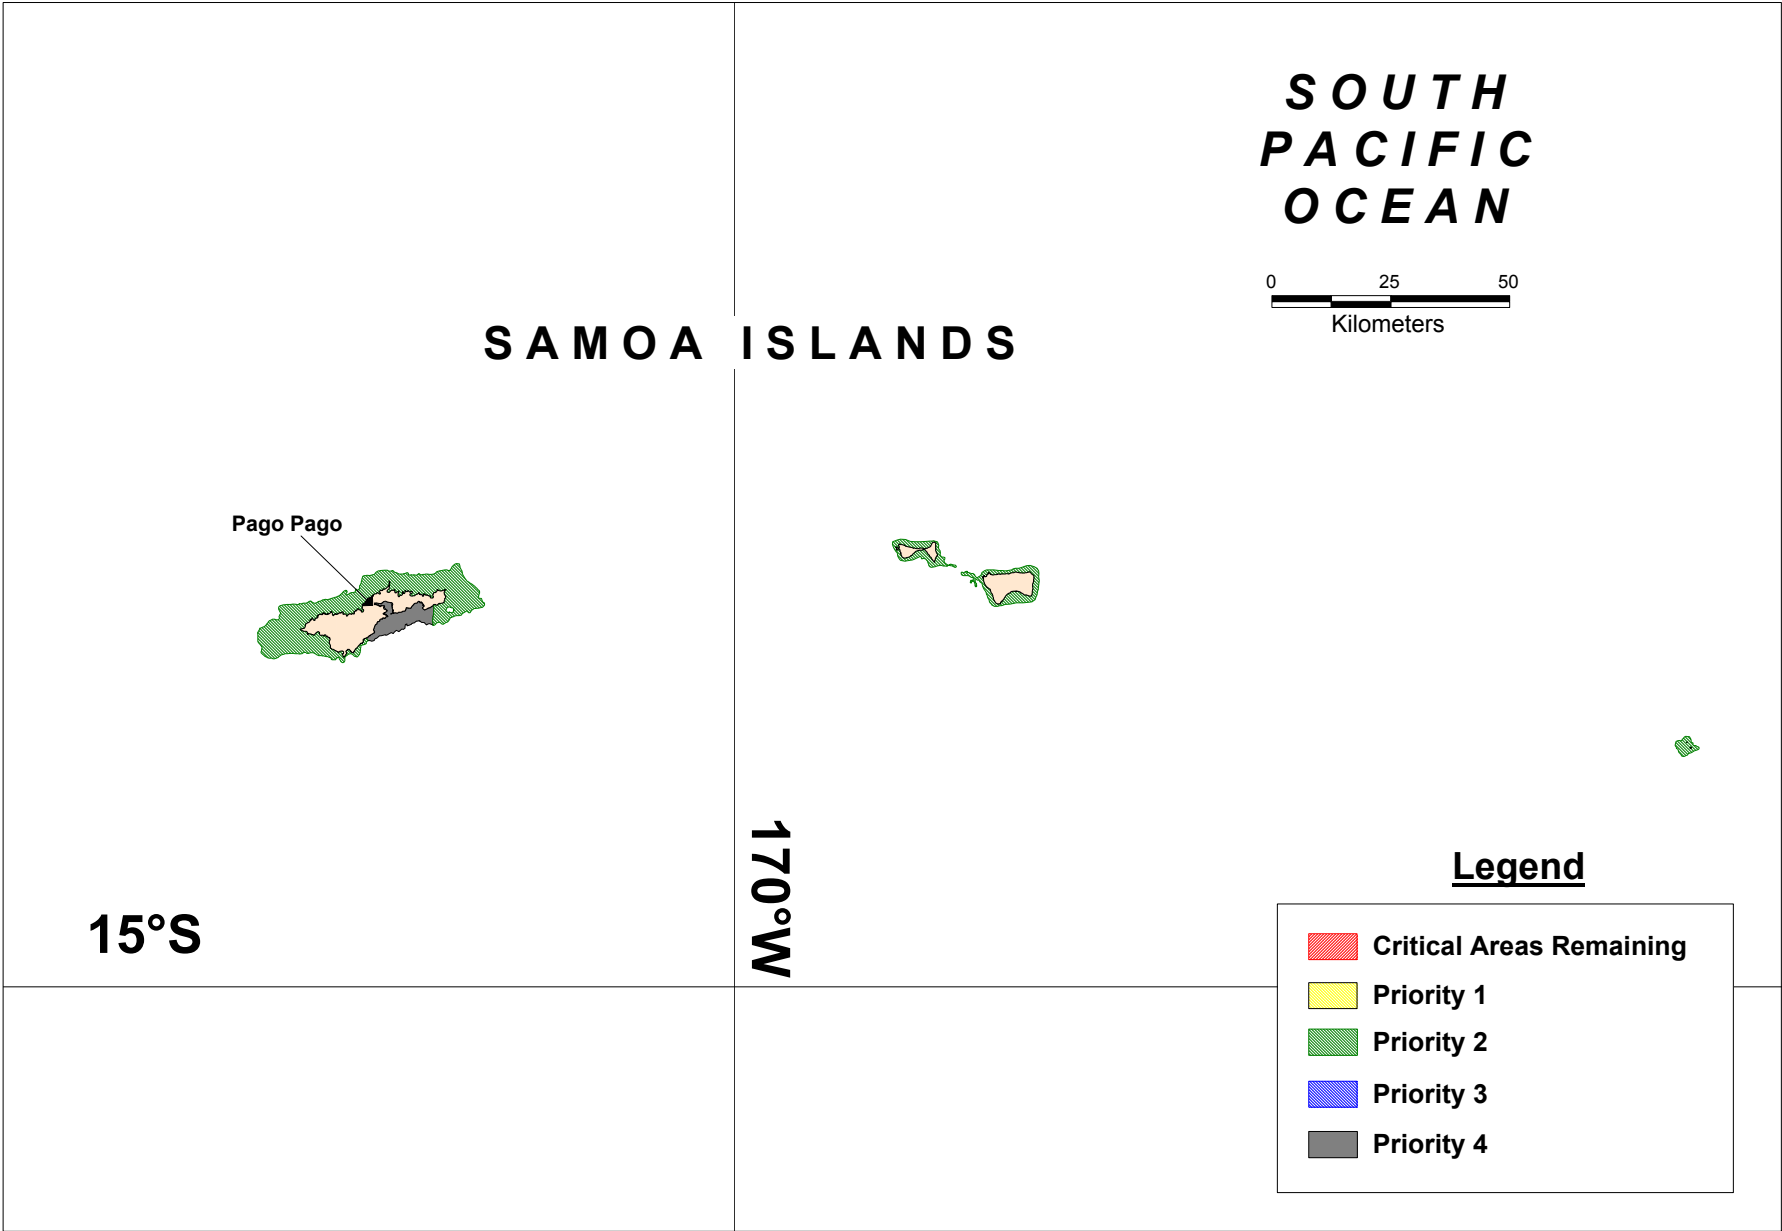 SOUTH
PACIFIC
OCEAN
0 25 50
Kilometers
SAMOA ISLANDS
Pago Pago
170°W
15°S
Legend
Critical Areas Remaining
Priority 1
Priority 2
Priority 3
Priority 4